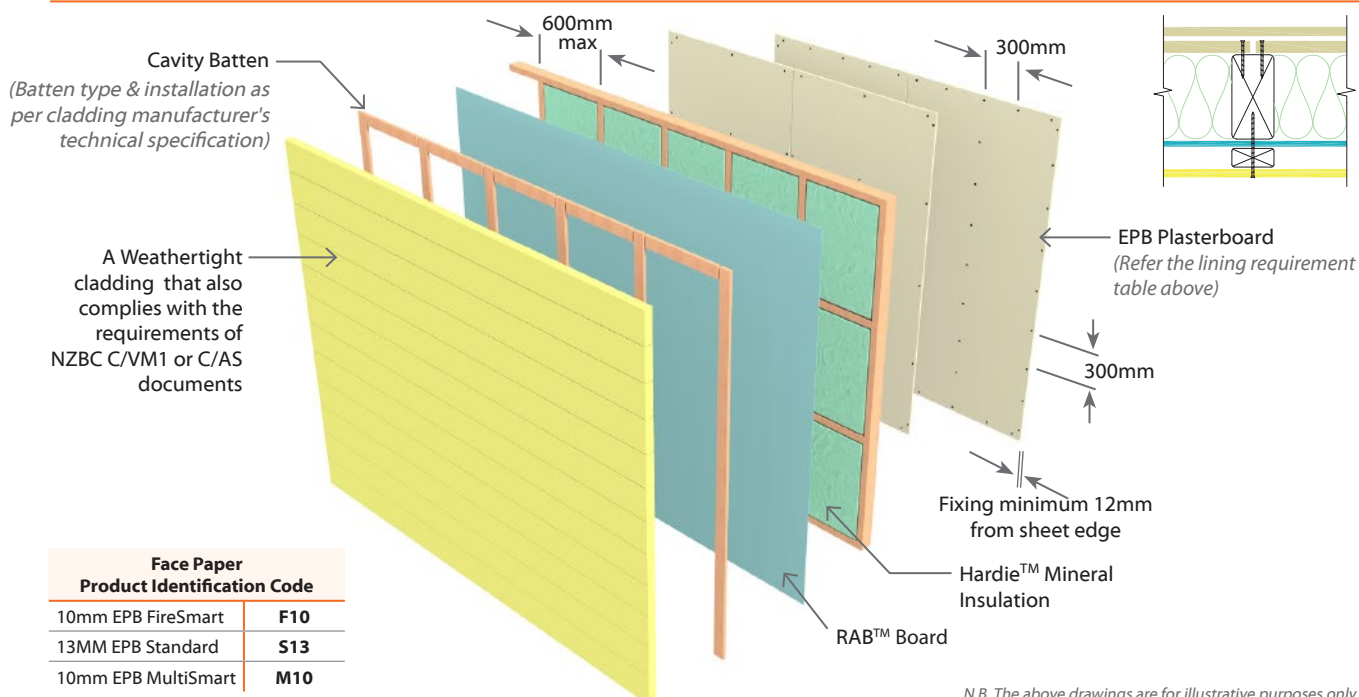 600mm
max
300mm
Cavity Batten
(Batten type & installation as
per cladding manufacturer's
technical specification)
A Weathertight
cladding that also
complies with the
requirements of
NZBC C/VM1 or C/AS
documents
EPB Plasterboard
(Refer the lining requirement
table above)
300mm
Fixing minimum 12mm
from sheet edge
Hardie™ Mineral
Insulation
RAB™ Board
Face Paper
Product Identification Code
10mm EPB FireSmart F10
13MM EPB Standard S13
10mm EPB MultiSmart M10
N.B. The above drawings are for illustrative purposes only